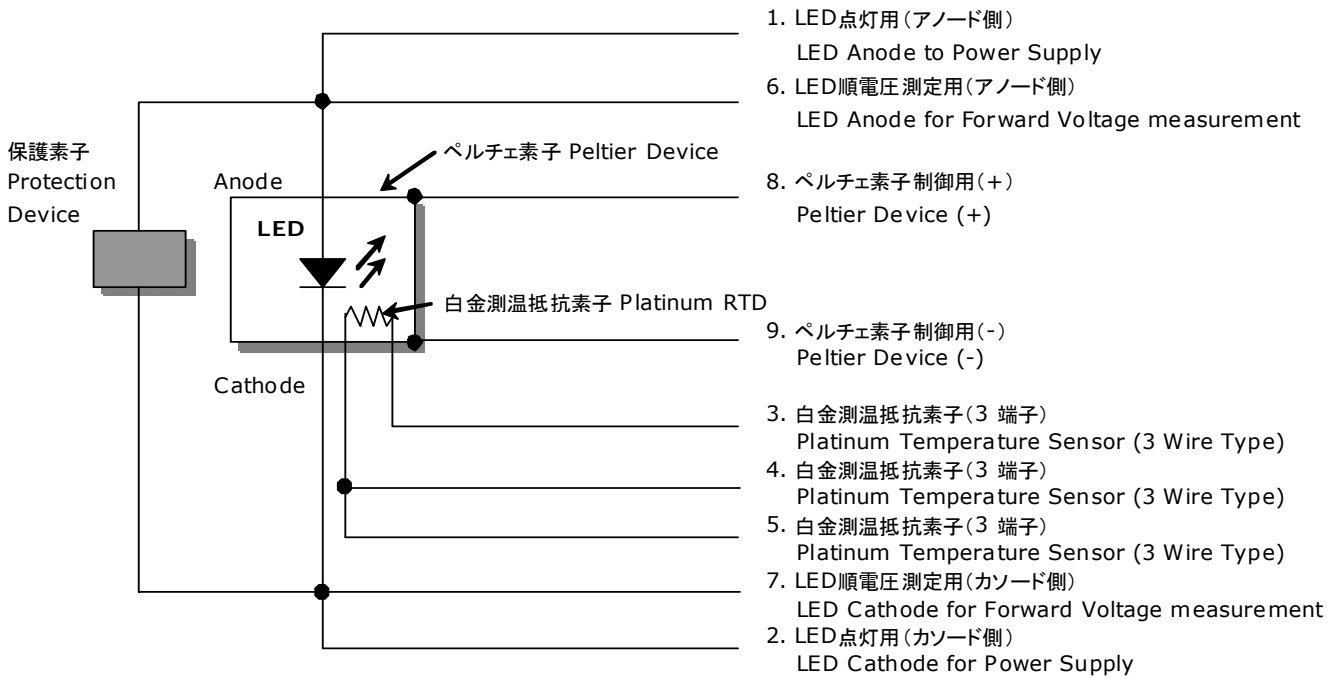 1. LED点灯用(アノード側)
LED Anode to Power Supply
6. LED順電圧測定用(アノード側)
LED Anode for Forward Voltage measurement
保護素子
Protection
Device
ペルチェ素子 Peltier Device
Anode
LED
8. ペルチェ素子制御用(+)
Peltier Device (+)
白金測温抵抗素子 Platinum RTD
9. ペルチェ素子制御用(-)
Peltier Device (-)
Cathode
3. 白金測温抵抗素子(3 端子)
Platinum Temperature Sensor (3 Wire Type)
4. 白金測温抵抗素子(3 端子)
Platinum Temperature Sensor (3 Wire Type)
5. 白金測温抵抗素子(3 端子)
Platinum Temperature Sensor (3 Wire Type)
7. LED順電圧測定用(カソード側)
LED Cathode for Forward Voltage measurement
2. LED点灯用(カソード側)
LED Cathode for Power Supply